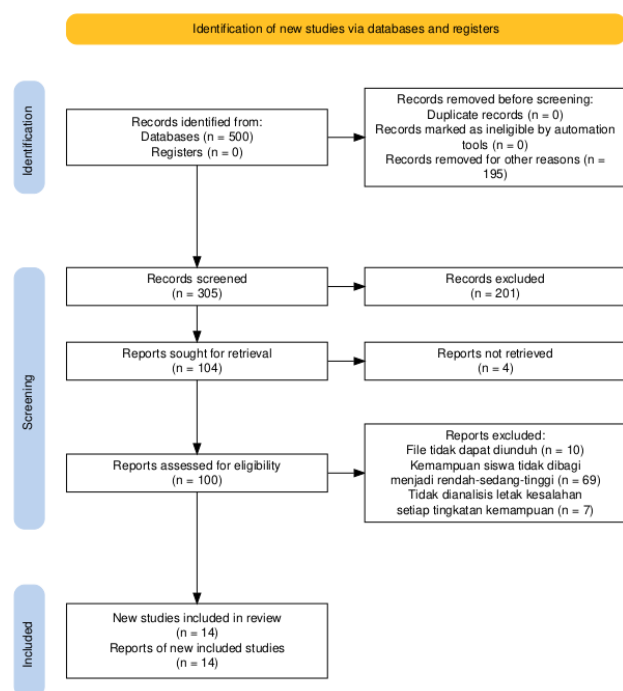 Identification of new studies via databases and registers
Identification
Records identified from:
Databases (n = 500)
Registers (n = 0)
Records removed before screening:
Duplicate records (n = 0)
Records marked as ineligible by automation
tools (n = 0)
Records removed for other reasons (n =
195)
Screening
Records screened
(n = 305)
Records excluded
(n = 201)
Reports sought for retrieval
(n = 104)
Reports not retrieved
(n = 4)
Reports assessed for eligibility
(n = 100)
Reports excluded:
File tidak dapat diunduh (n = 10)
Kemampuan siswa tidak dibagi
menjadi rendah-sedang-tinggi (n = 69)
Tidak dianalisis letak kesalahan
setiap tingkatan kemampuan (n = 7)
Included
New studies included in review
(n = 14)
Reports of new included studies
(n = 14)